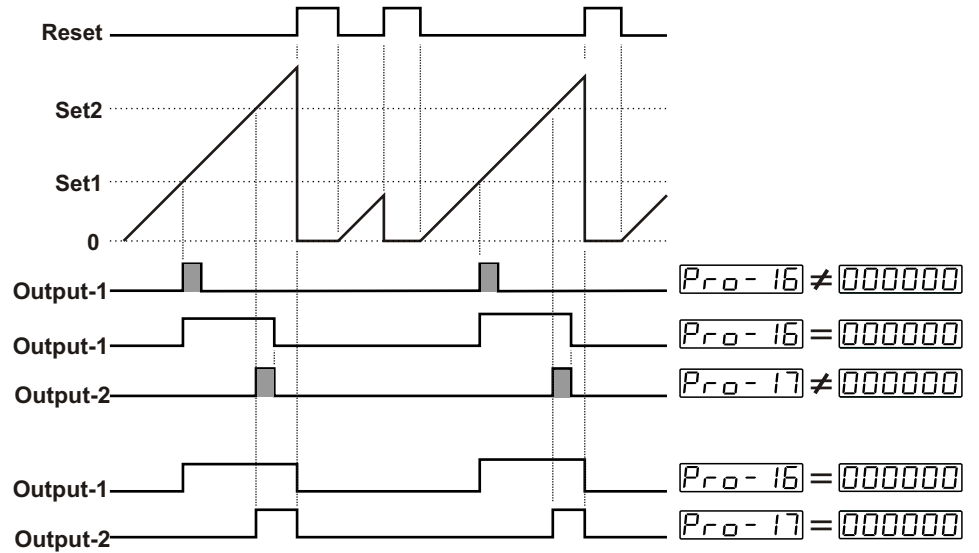 Reset
Set2
Set1
0
Output-1 Pro-16 ≠ 000000
Output-1 Pro-16 = 000000
Output-2 Pro-17 ≠ 000000
Output-1 Pro-16 = 000000
Output-2 Pro-17 = 000000